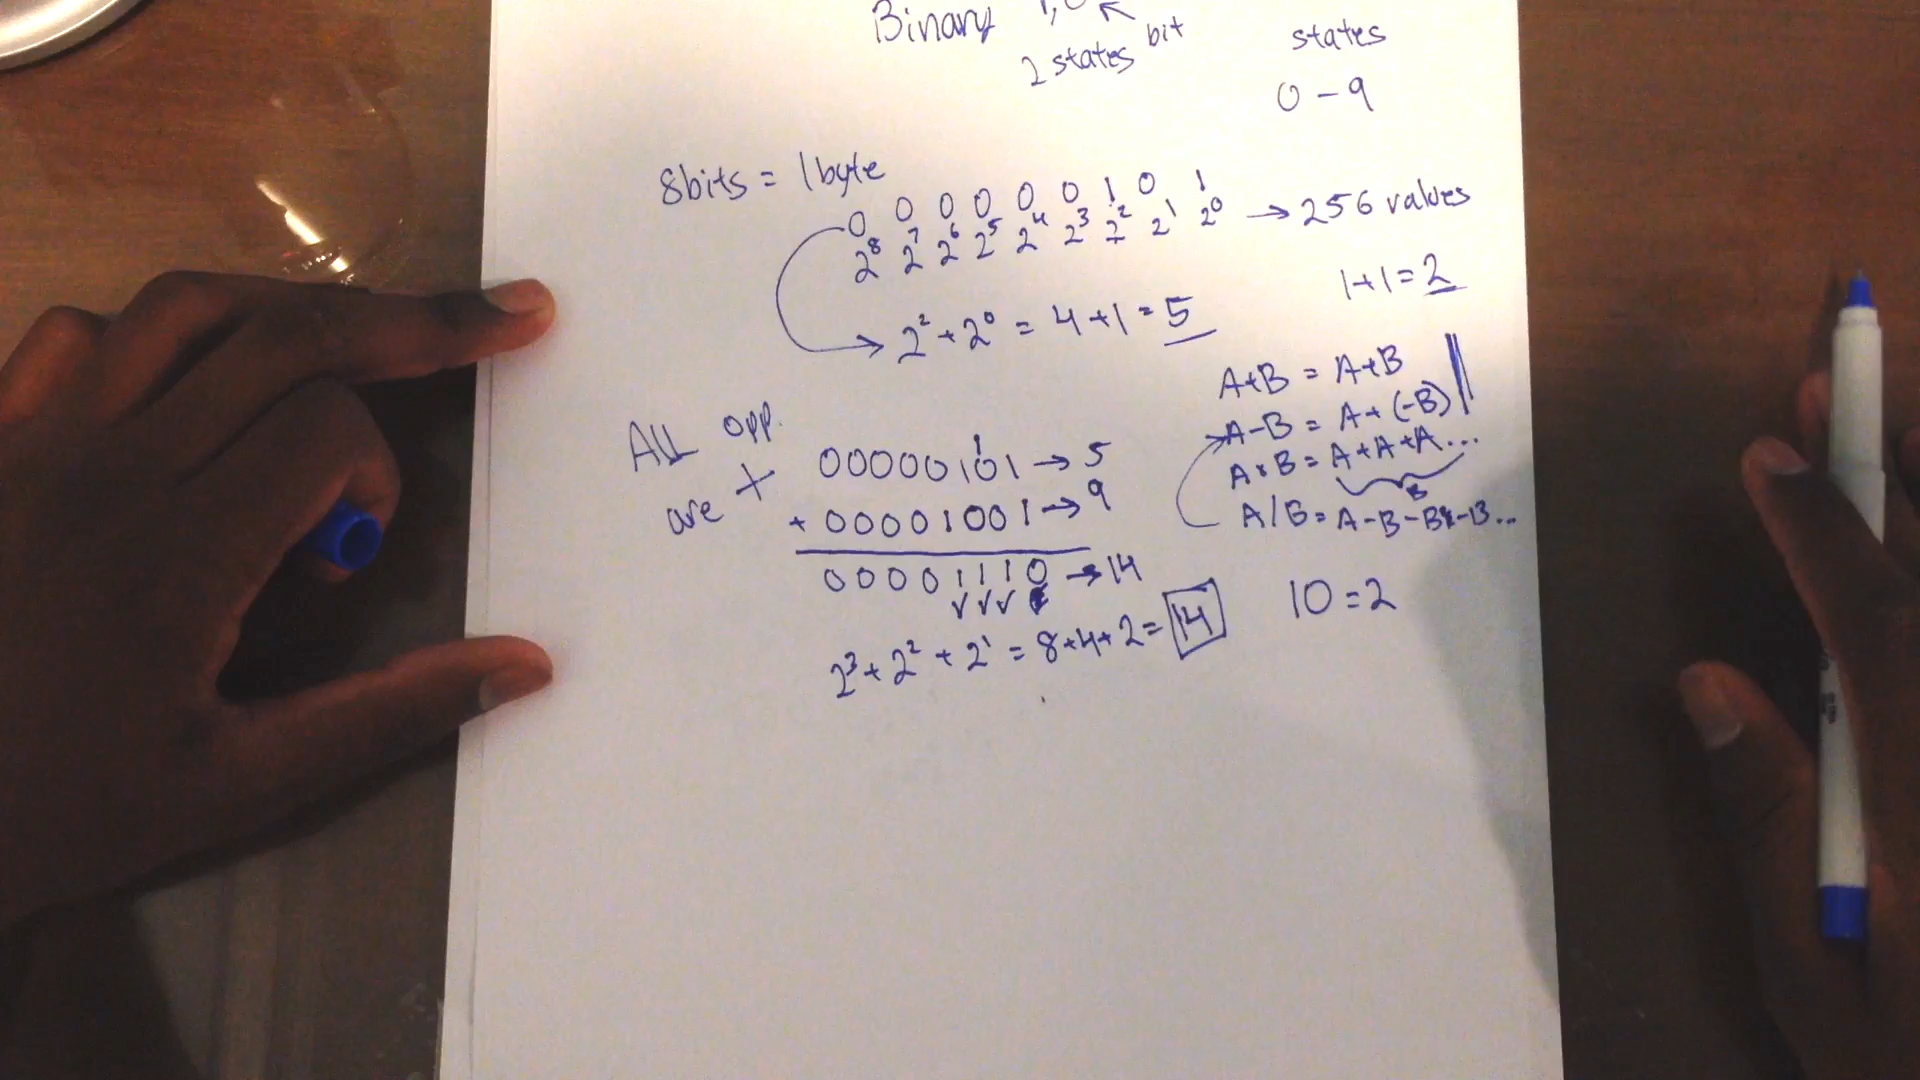 Binary 1,0
2 states bit
states
0 - 9
8bits = 1byte
0 0 0 0 0 0 1 0 1
2⁸ 2⁷ 2⁶ 2⁵ 2⁴ 2³ 2² 2¹ 2⁰ → 256 values
1+1=2
→ 2² + 2⁰ = 4+1=5
A+B = A+B
A-B = A+(-B)
A×B = A+A+A...
B
A/B = A-B-B-B...
ALL opp.
are +
1
00000101 → 5
+ 00001001 → 9
00001110 → 14
✓✓✓
2³+2²+2¹ = 8+4+2= 14
10=2